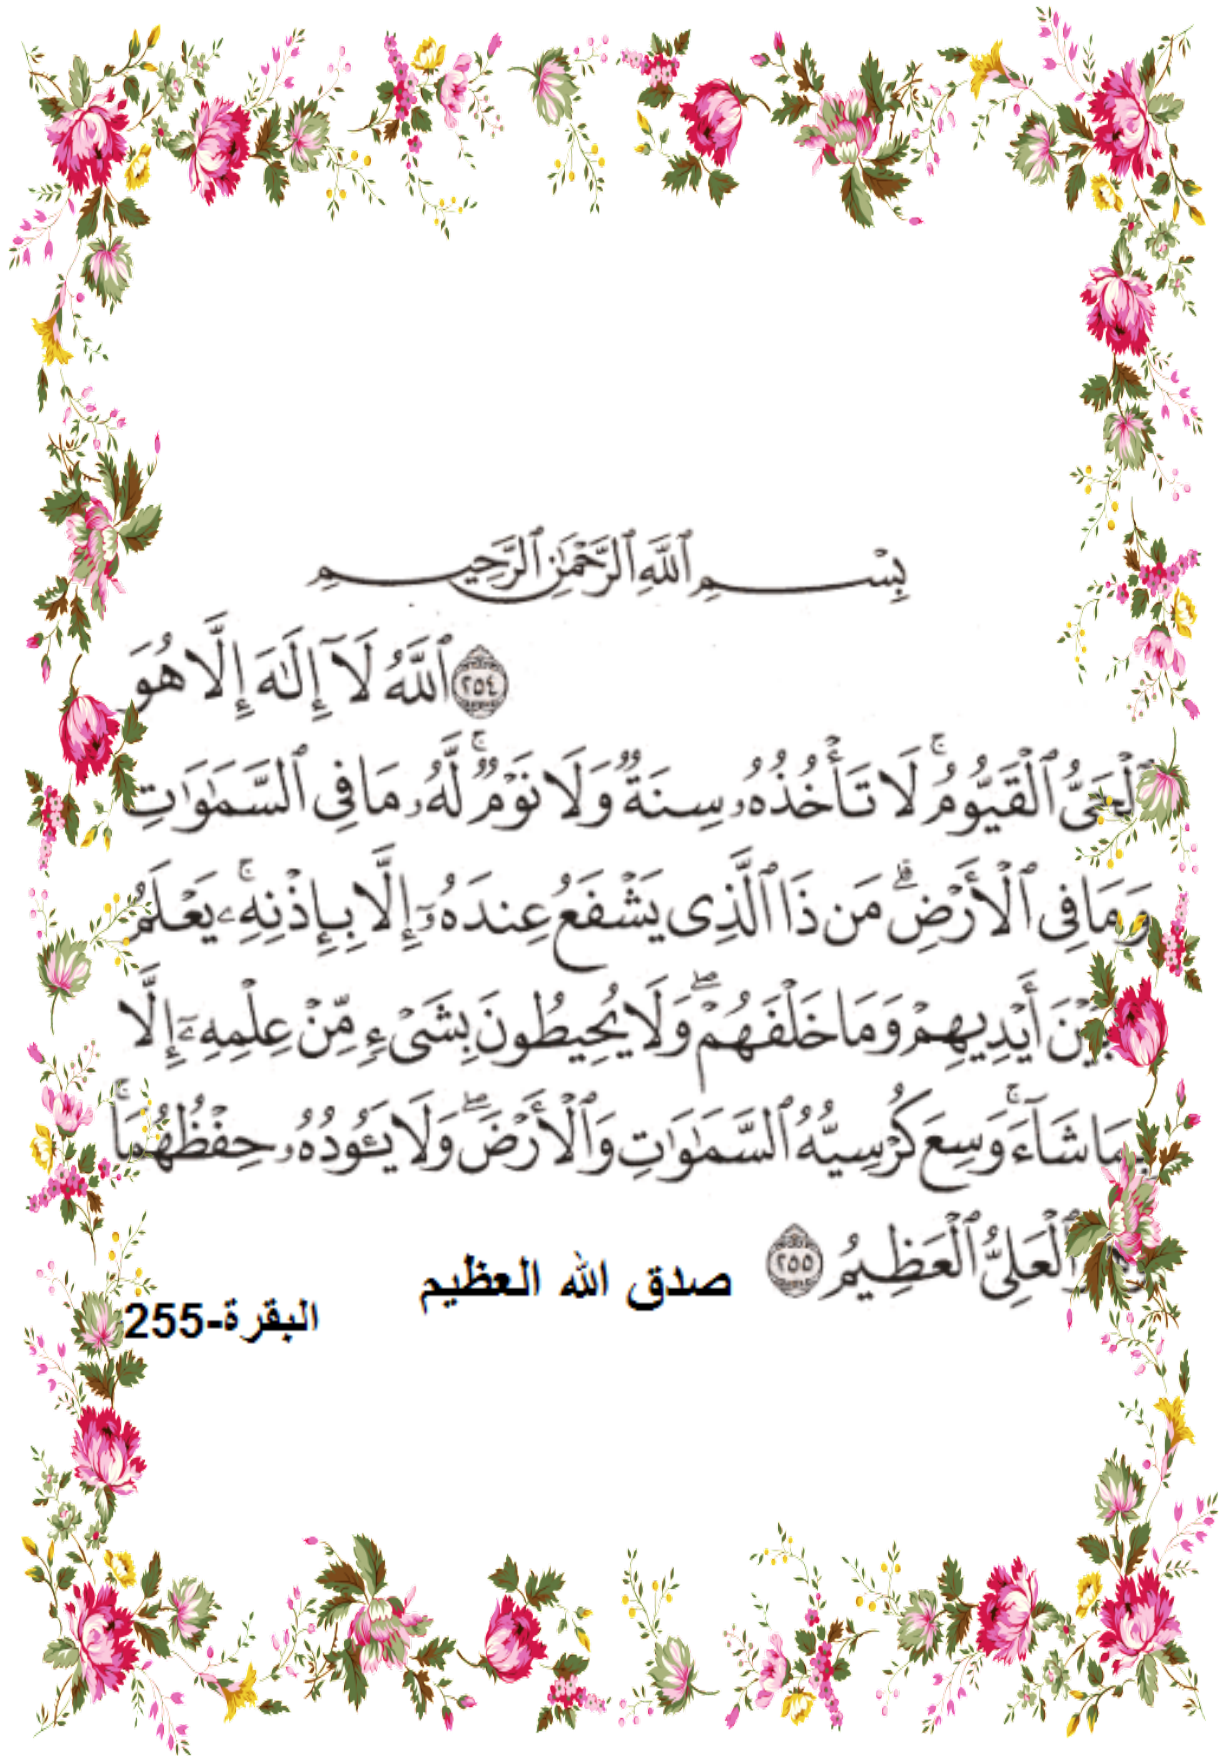 بِسْمِ ٱللَّهِ ٱلرَّحْمَٰنِ ٱلرَّحِيمِ
٢٥٤ ٱللَّهُ لَآ إِلَٰهَ إِلَّا هُوَ
ٱلْحَىُّ ٱلْقَيُّومُ ۚ لَا تَأْخُذُهُۥ سِنَةٌ وَلَا نَوْمٌ ۚ لَّهُۥ مَا فِى ٱلسَّمَٰوَٰتِ
وَمَا فِى ٱلْأَرْضِ ۗ مَن ذَا ٱلَّذِى يَشْفَعُ عِندَهُۥٓ إِلَّا بِإِذْنِهِۦ ۚ يَعْلَمُ
بَيْنَ أَيْدِيهِمْ وَمَا خَلْفَهُمْ ۖ وَلَا يُحِيطُونَ بِشَىْءٍ مِّنْ عِلْمِهِۦٓ إِلَّا
بِمَا شَآءَ ۚ وَسِعَ كُرْسِيُّهُ ٱلسَّمَٰوَٰتِ وَٱلْأَرْضَ ۖ وَلَا يَـُٔودُهُۥ حِفْظُهُمَا ۚ
وَهُوَ ٱلْعَلِىُّ ٱلْعَظِيمُ ٢٥٥ صدق الله العظيم
البقرة-255